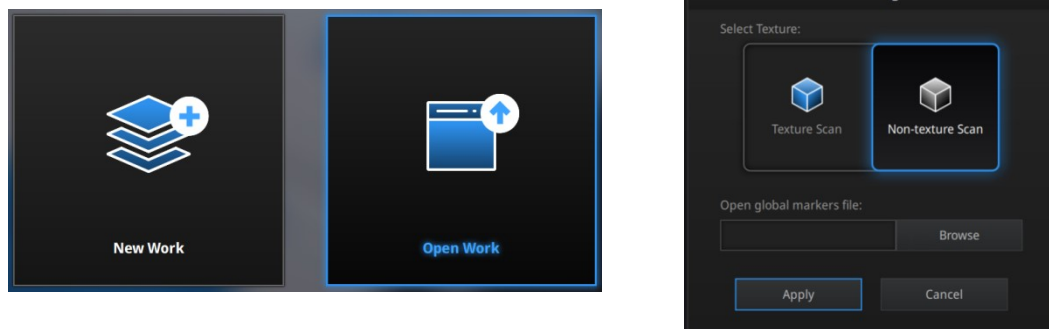 New Work
Open Work
Select Texture:
Texture Scan
Non-texture Scan
Open global markers file:
Browse
Apply
Cancel